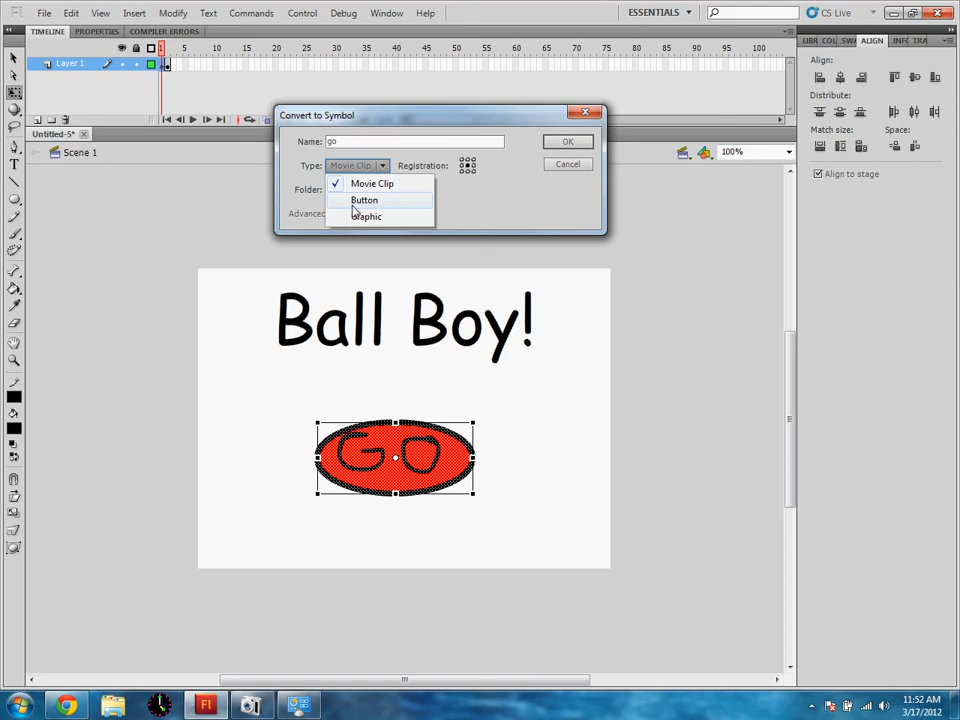 File Edit View Insert Modify Text Commands Control Debug Window Help
ESSENTIALS
CS Live
TIMELINE PROPERTIES COMPILER ERRORS
ALIGN
1 5 10 15 20 25 30 35 40 45 50 55 60 65 70 75 80 85 90 95 100
Layer 1
Align:
Distribute:
Match size: Space:
Align to stage
Untitled-5*
Scene 1
100%
Convert to Symbol
Name: go
OK
Type: Movie Clip Registration:
Cancel
Movie Clip
Folder:
Button
Advanced
Graphic
Ball Boy!
GO
11:52 AM
3/17/2012